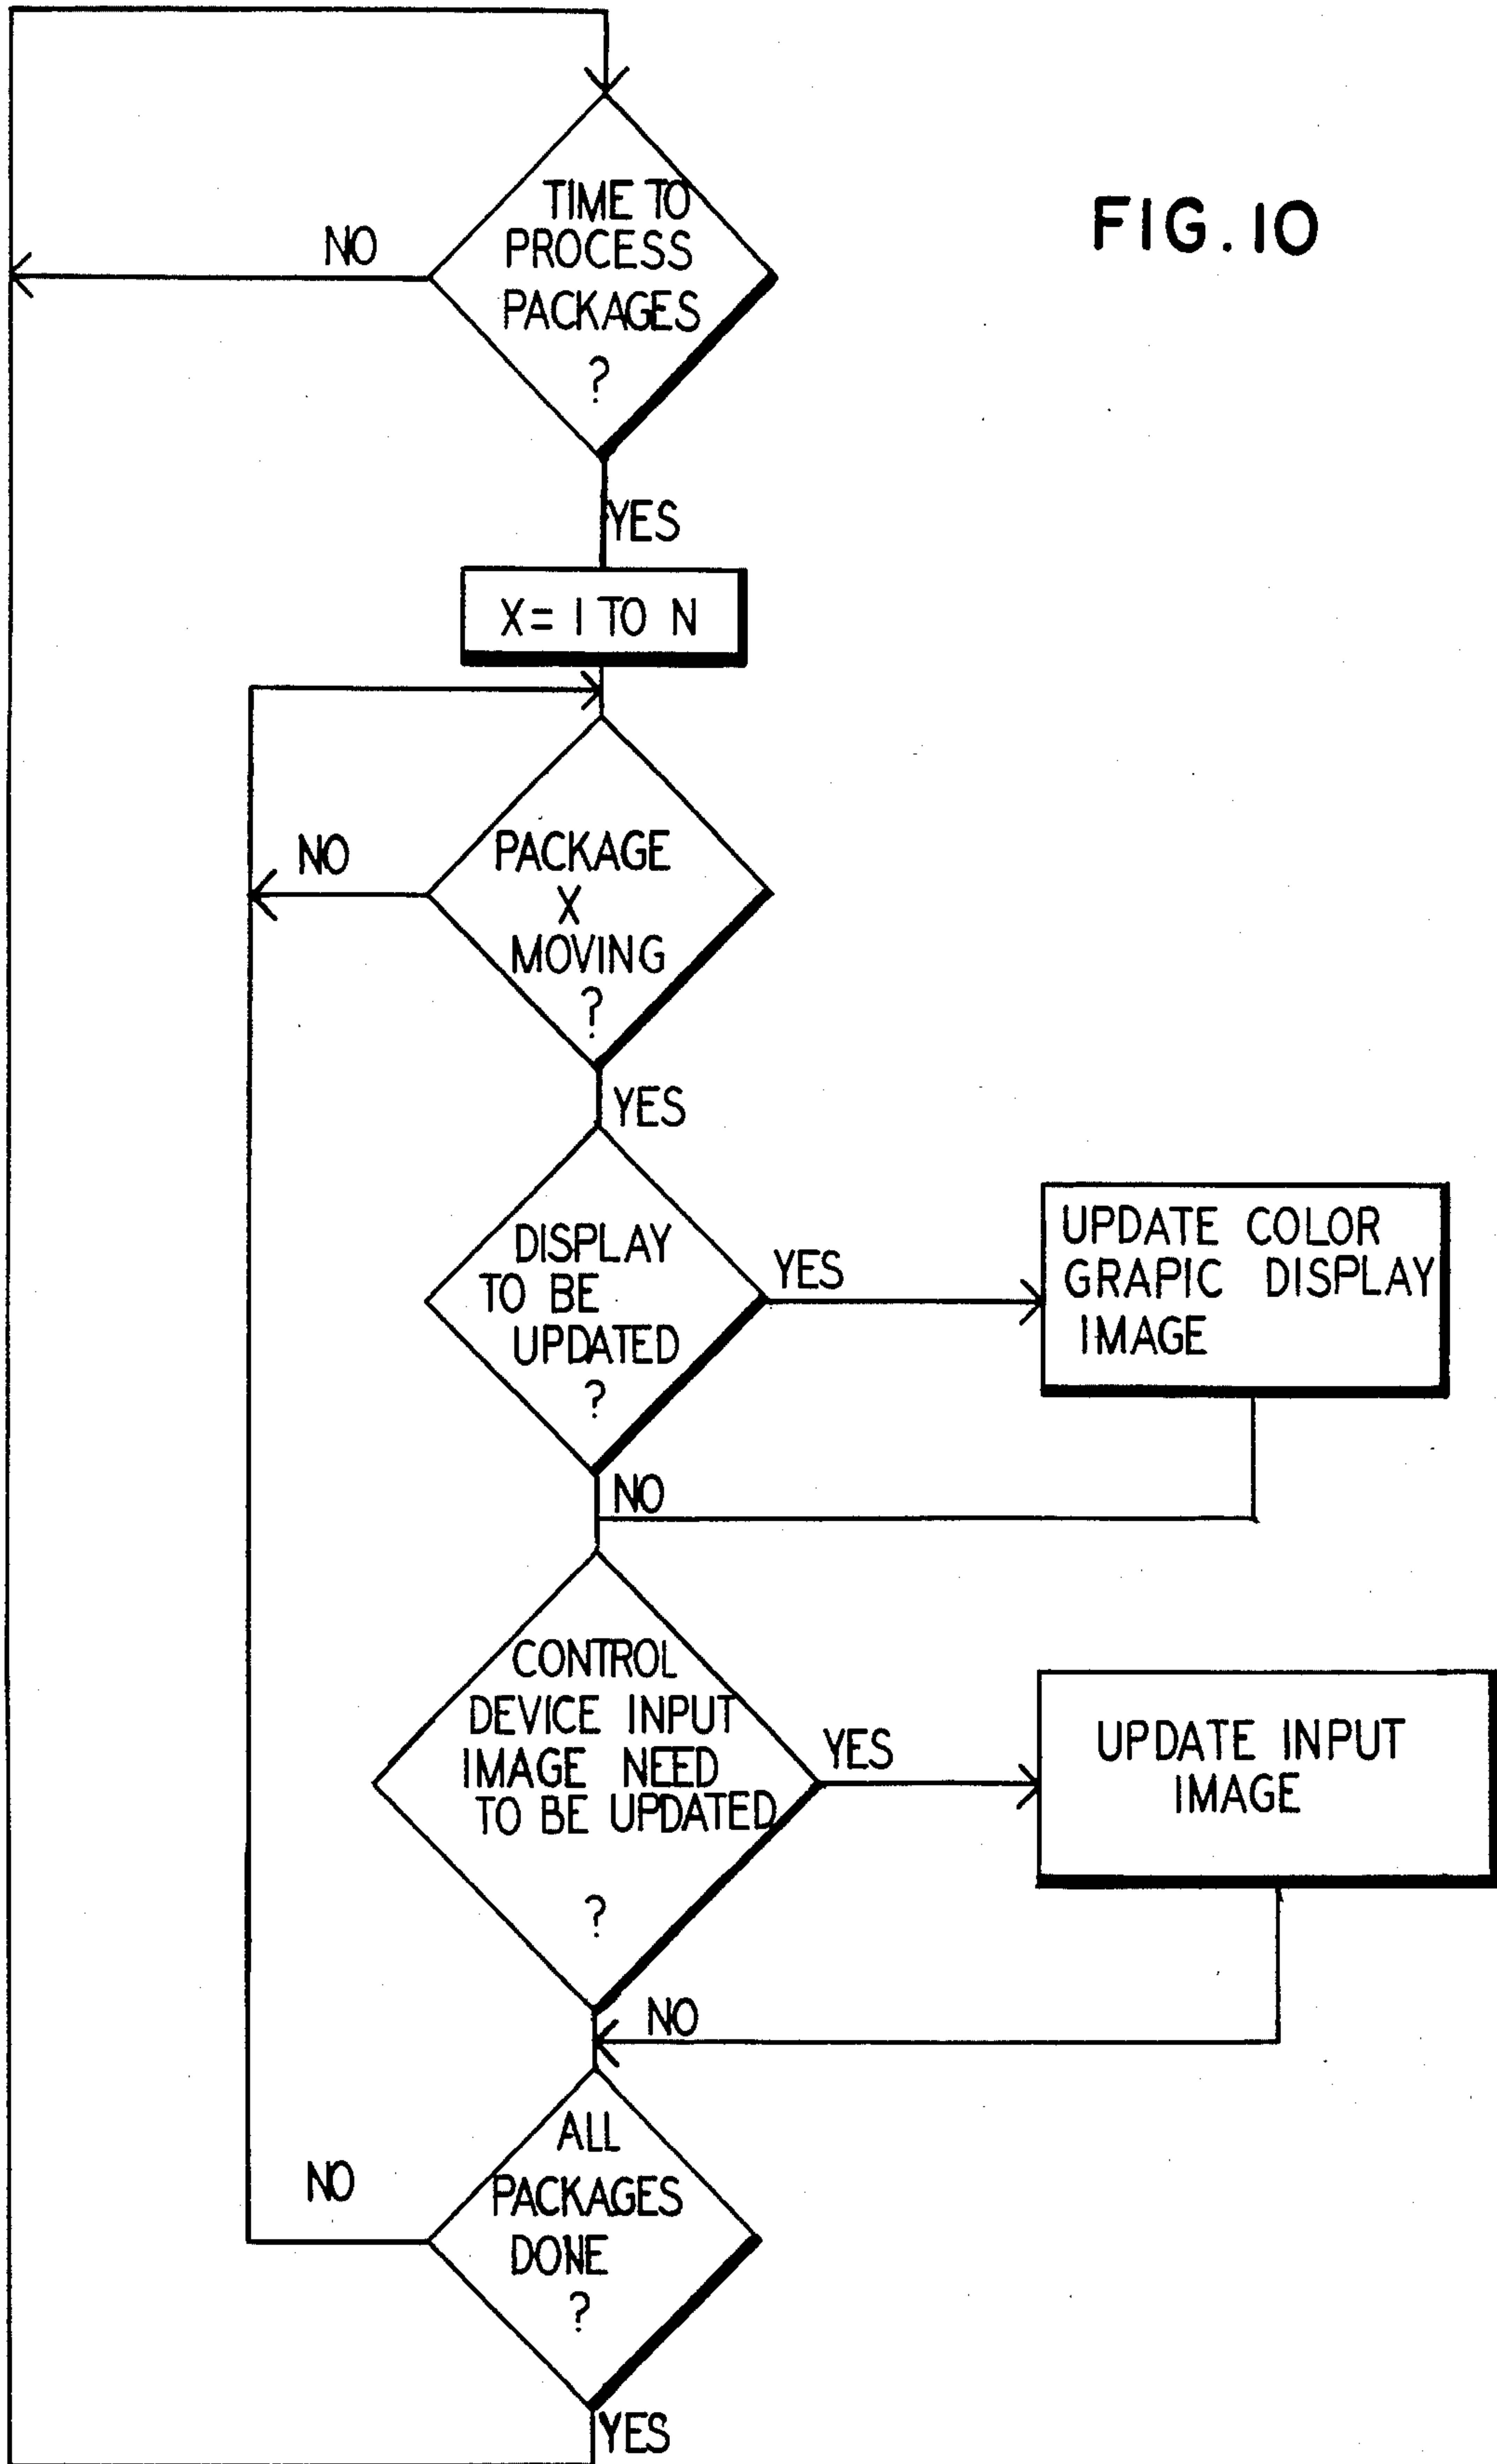 FIG. 10
TIME TO
PROCESS
PACKAGES
?
NO
YES
X = 1 TO N
PACKAGE
X
MOVING
?
NO
YES
DISPLAY
TO BE
UPDATED
?
YES
UPDATE COLOR
GRAPIC DISPLAY
IMAGE
NO
CONTROL
DEVICE INPUT
IMAGE NEED
TO BE UPDATED
?
YES
UPDATE INPUT
IMAGE
NO
ALL
PACKAGES
DONE
?
NO
YES